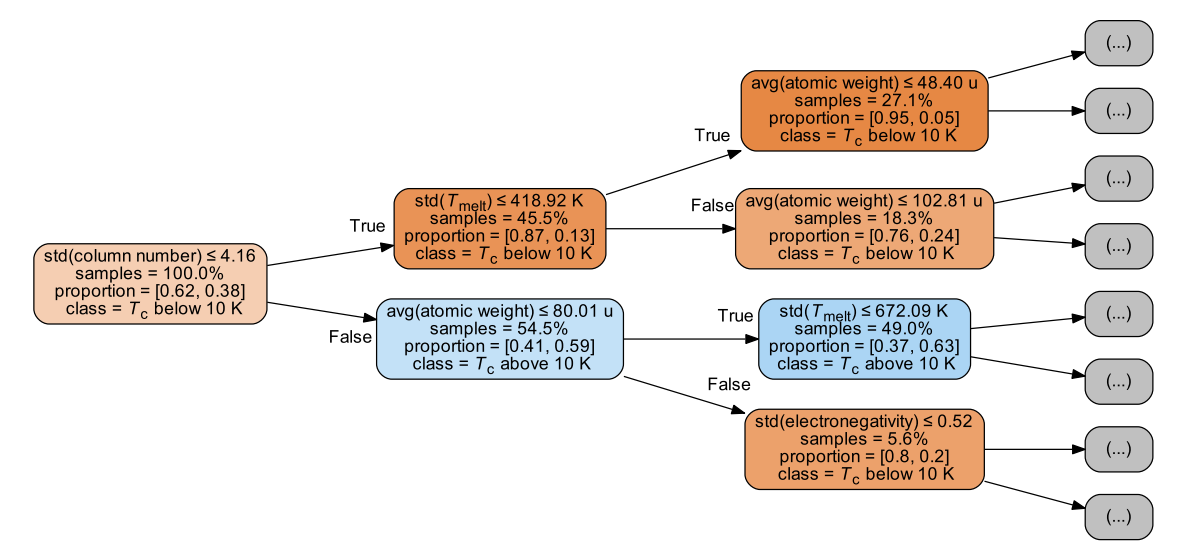 std(column number) ≤ 4.16
samples = 100.0%
proportion = [0.62, 0.38]
class = Tc below 10 K
True
False
std(Tmelt) ≤ 418.92 K
samples = 45.5%
proportion = [0.87, 0.13]
class = Tc below 10 K
avg(atomic weight) ≤ 80.01 u
samples = 54.5%
proportion = [0.41, 0.59]
class = Tc above 10 K
True
False
True
False
avg(atomic weight) ≤ 48.40 u
samples = 27.1%
proportion = [0.95, 0.05]
class = Tc below 10 K
avg(atomic weight) ≤ 102.81 u
samples = 18.3%
proportion = [0.76, 0.24]
class = Tc below 10 K
std(Tmelt) ≤ 672.09 K
samples = 49.0%
proportion = [0.37, 0.63]
class = Tc above 10 K
std(electronegativity) ≤ 0.52
samples = 5.6%
proportion = [0.8, 0.2]
class = Tc below 10 K
(...)
(...)
(...)
(...)
(...)
(...)
(...)
(...)